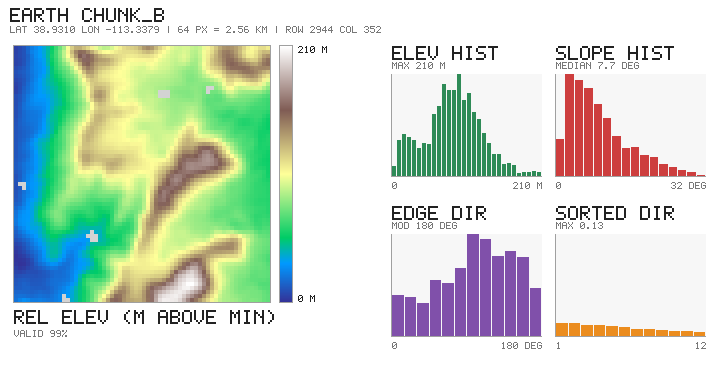 EARTH CHUNK_B
LAT 38.9310 LON -113.3379 | 64 PX = 2.56 KM | ROW 2944 COL 352
210 M
0 M
REL ELEV (M ABOVE MIN)
VALID 99%
ELEV HIST
MAX 210 M
0 210 M
SLOPE HIST
MEDIAN 7.7 DEG
0 32 DEG
EDGE DIR
MOD 180 DEG
0 180 DEG
SORTED DIR
MAX 0.13
1 12